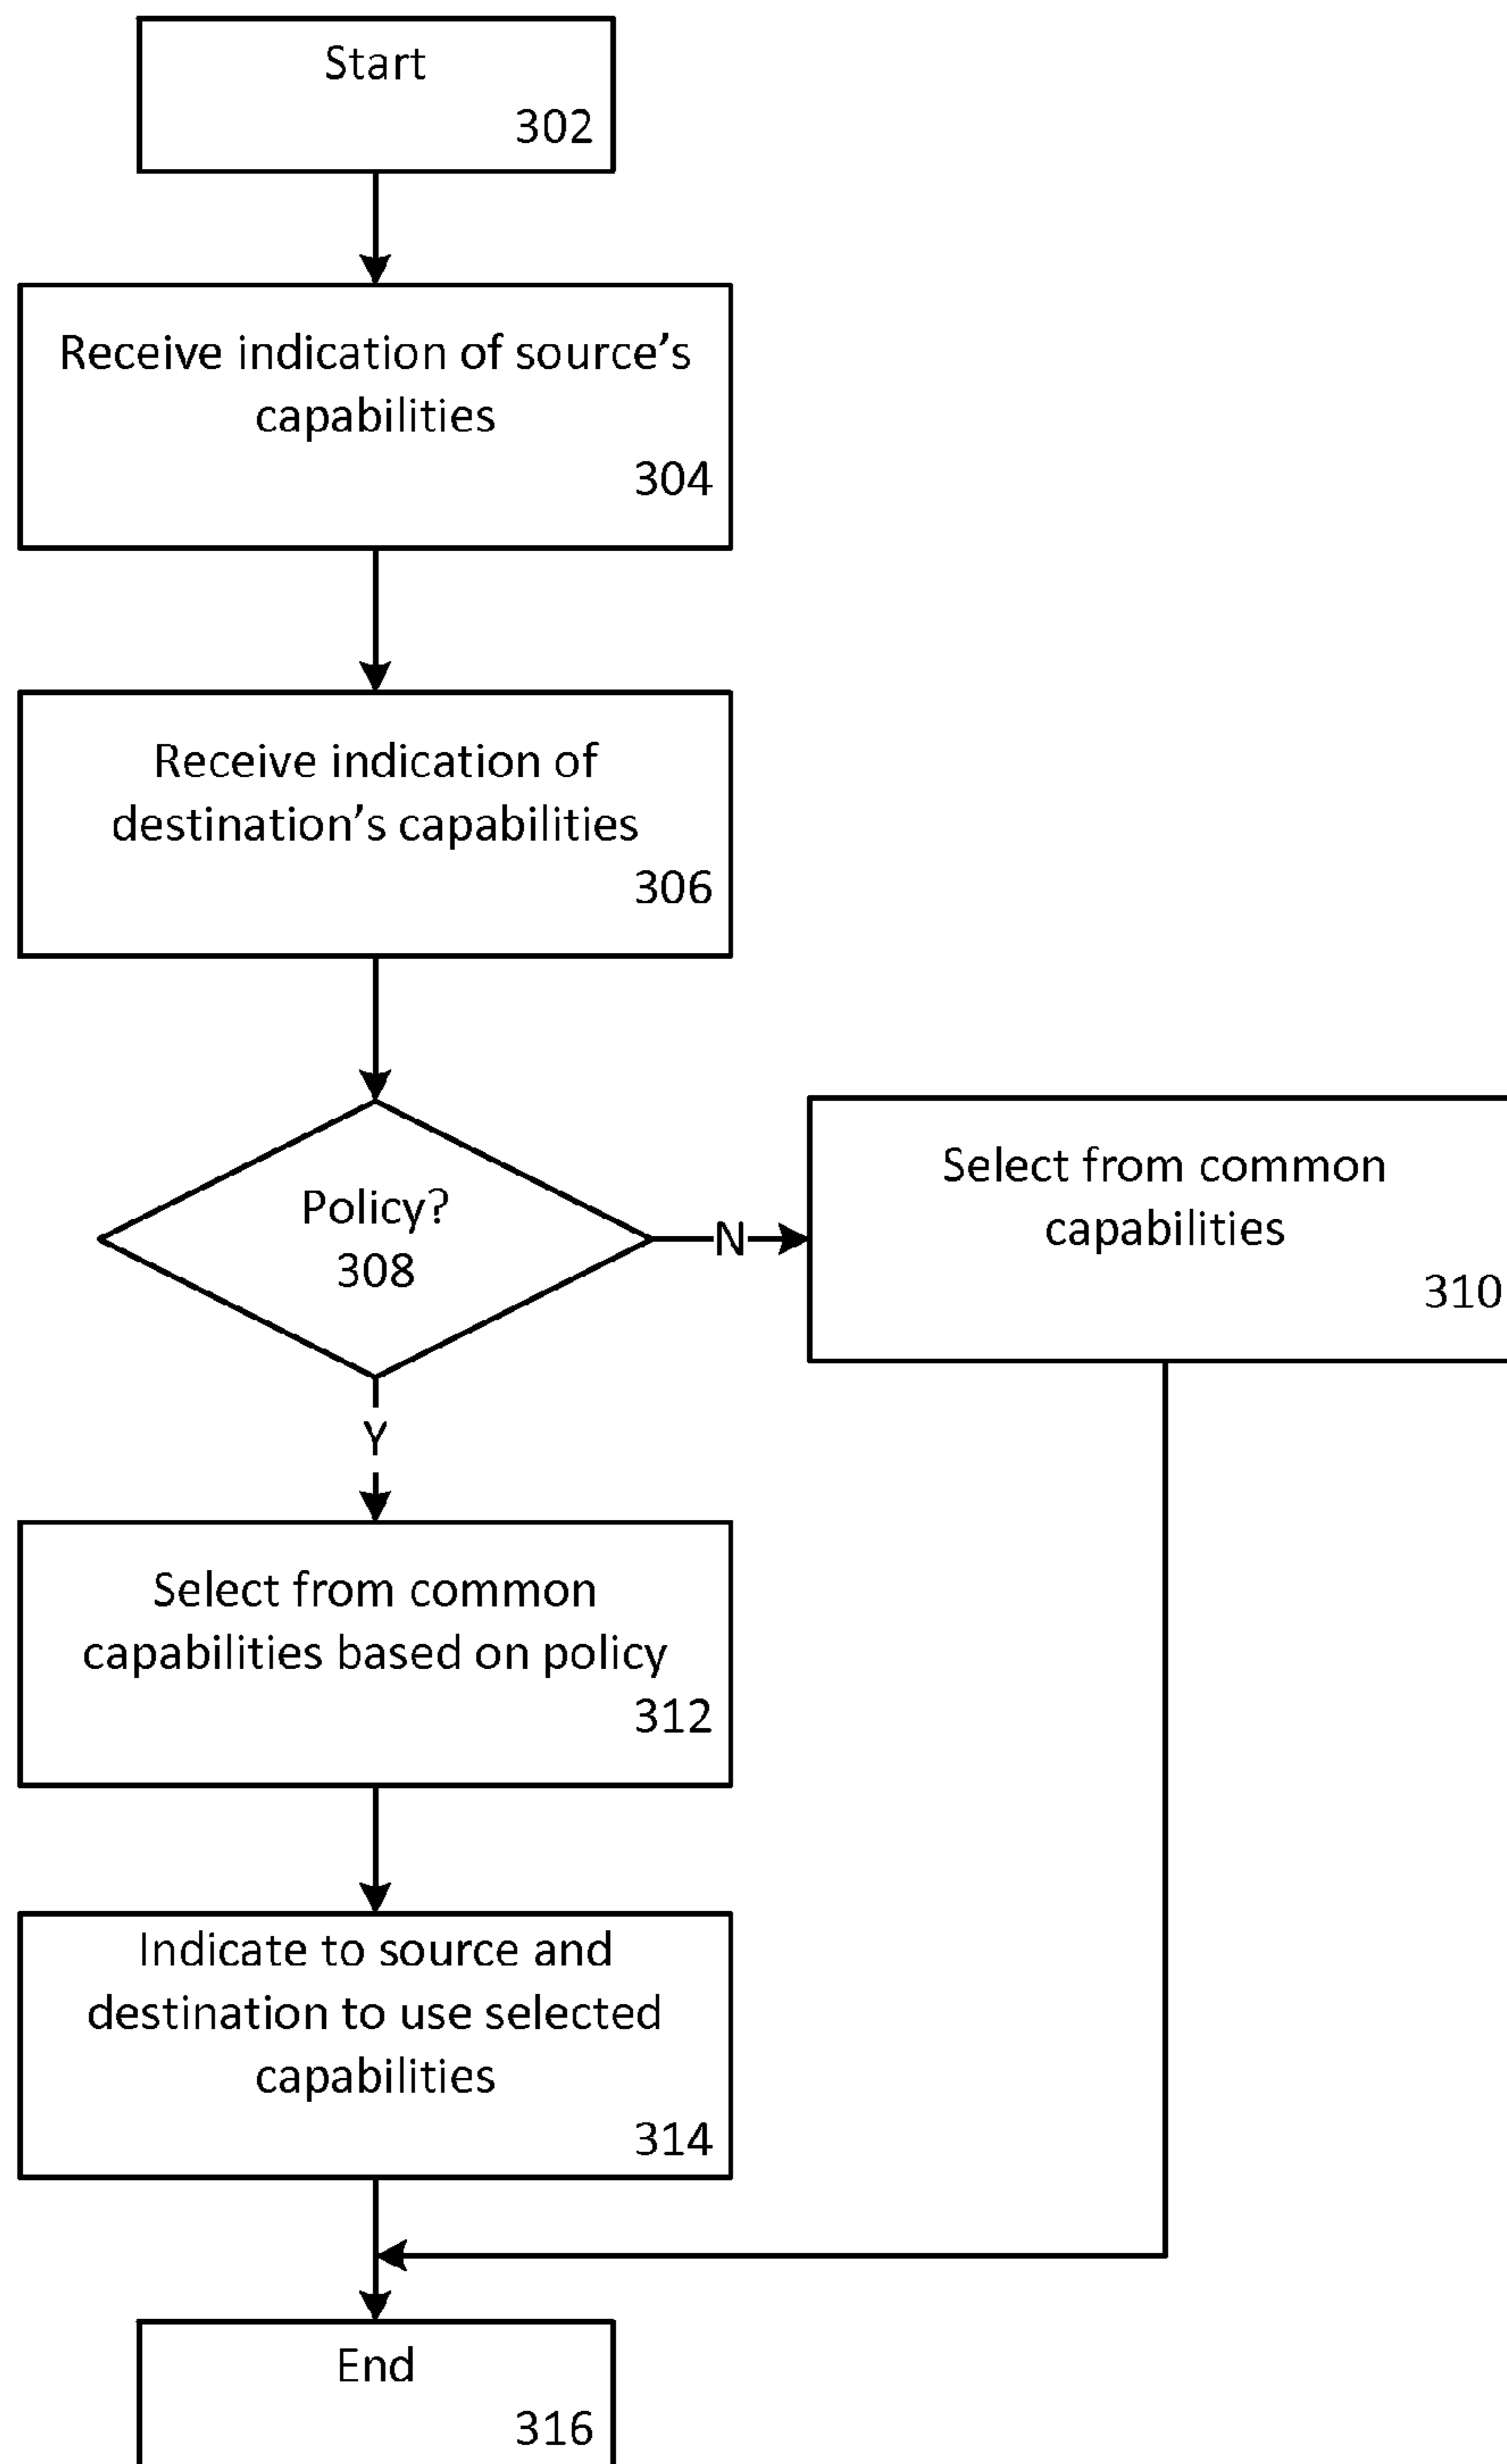 Start
302
Receive indication of source’s
capabilities
304
Receive indication of
destination’s capabilities
306
Policy?
308
N
Select from common
capabilities
310
Y
Select from common
capabilities based on policy
312
Indicate to source and
destination to use selected
capabilities
314
End
316